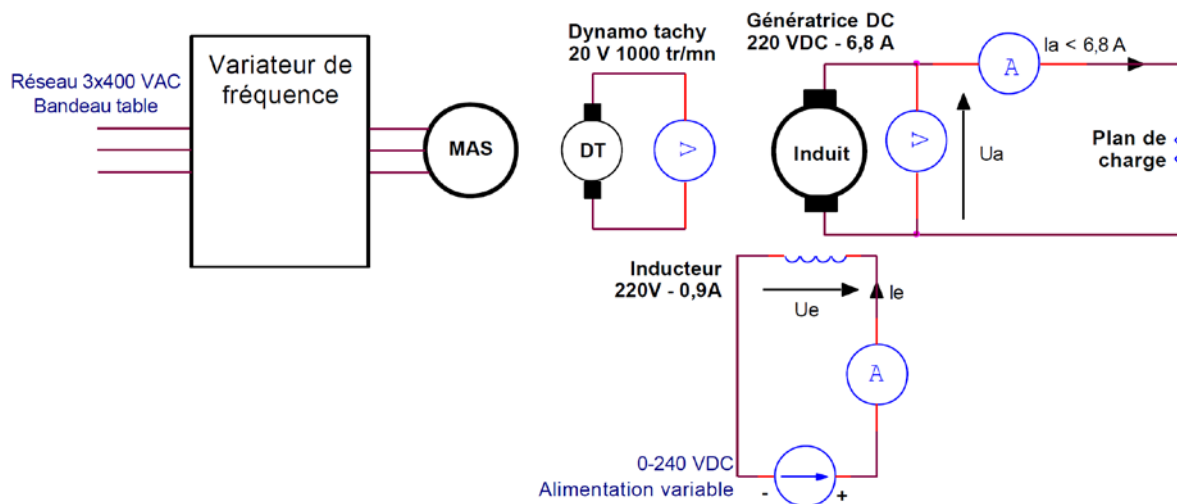 Réseau 3x400 VAC
Bandeau table
Variateur de
fréquence
MAS
Dynamo tachy
20 V 1000 tr/mn
DT
V
Génératrice DC
220 VDC - 6,8 A
Induit
V
Ua
A
Ia < 6,8 A
Plan de
charge
Inducteur
220V - 0,9A
Ue
Ie
A
0-240 VDC
Alimentation variable
- +